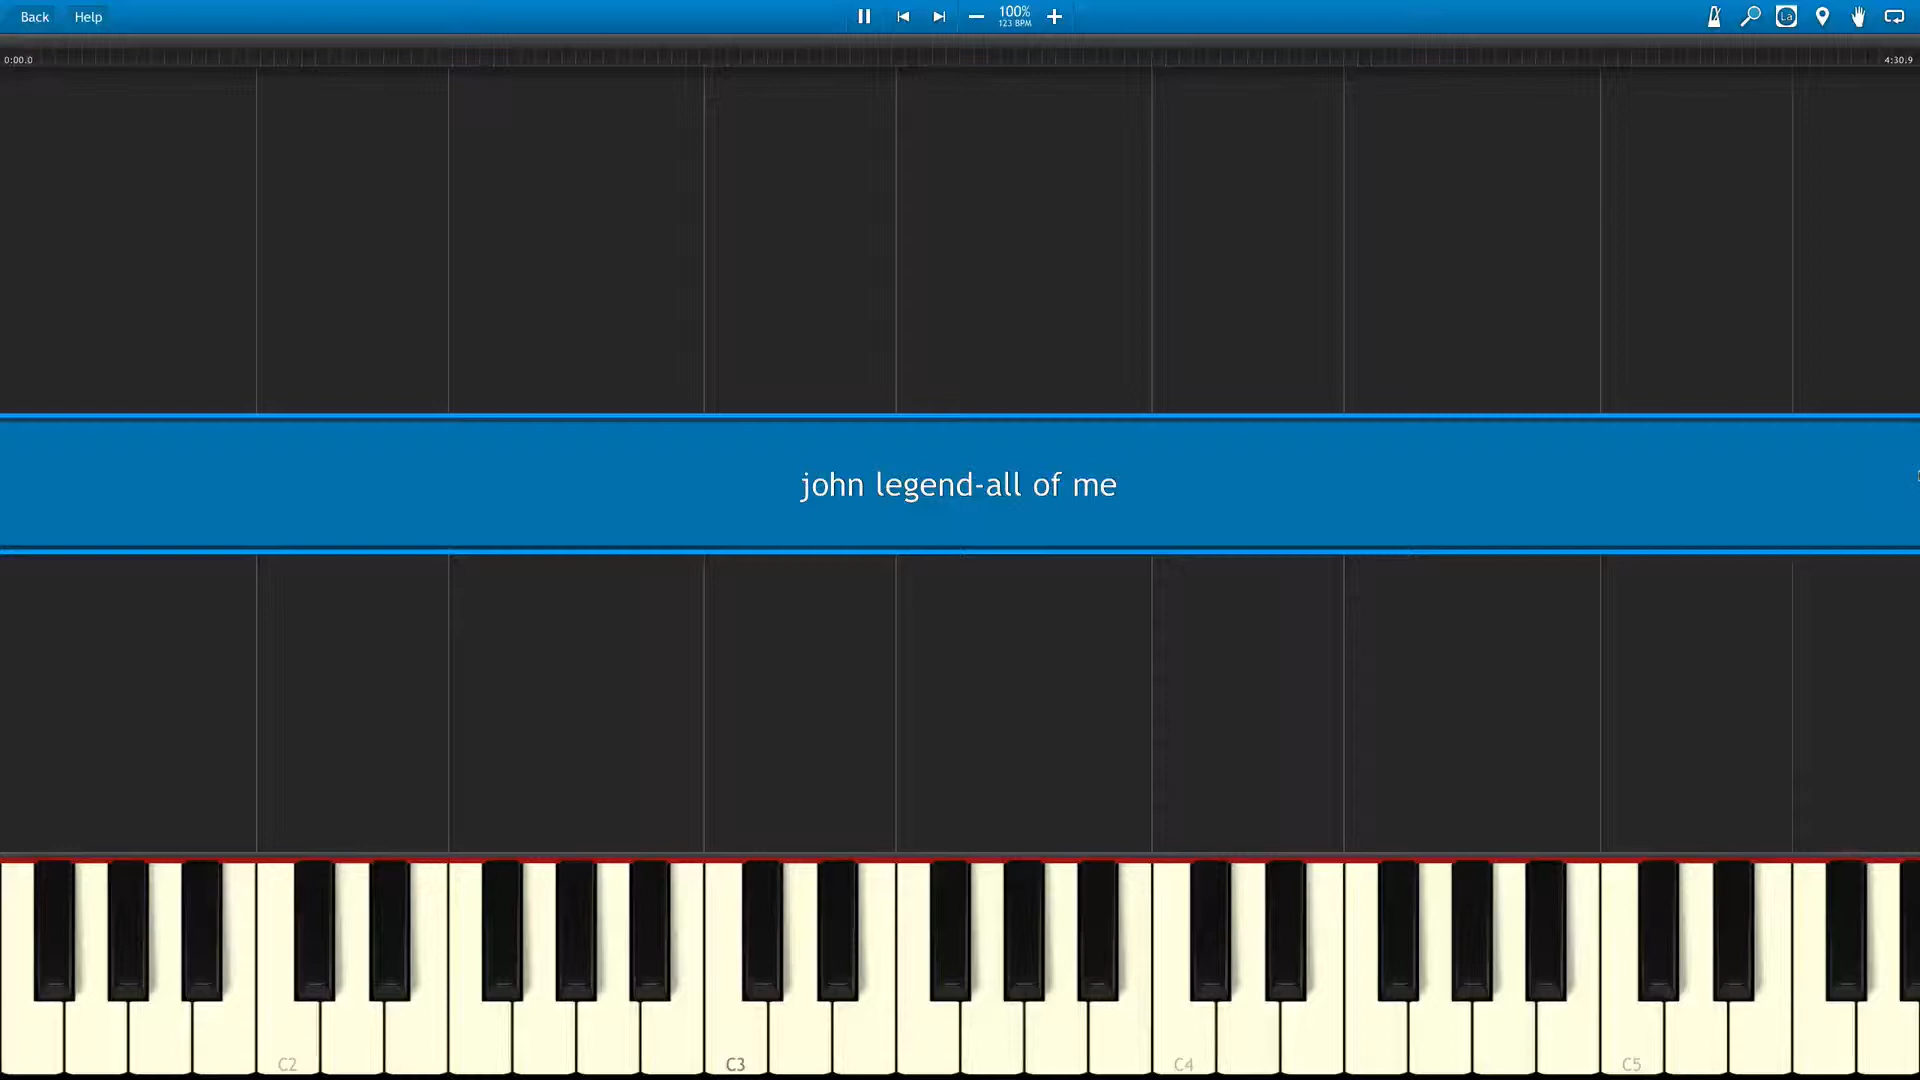 Back Help 100%
123 BPM La
0:00.0 4:30.9
john legend-all of me
C2 C3 C4 C5